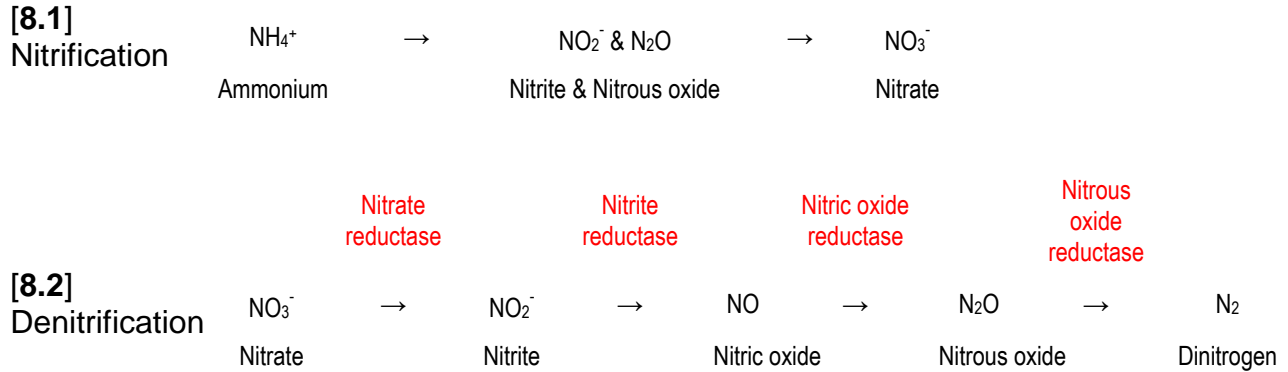 [8.1]
Nitrification
NH₄⁺ → NO₂⁻ & N₂O → NO₃⁻
Ammonium Nitrite & Nitrous oxide Nitrate
Nitrate reductase Nitrite reductase Nitric oxide reductase Nitrous oxide reductase
[8.2]
Denitrification
NO₃⁻ → NO₂⁻ → NO → N₂O → N₂
Nitrate Nitrite Nitric oxide Nitrous oxide Dinitrogen